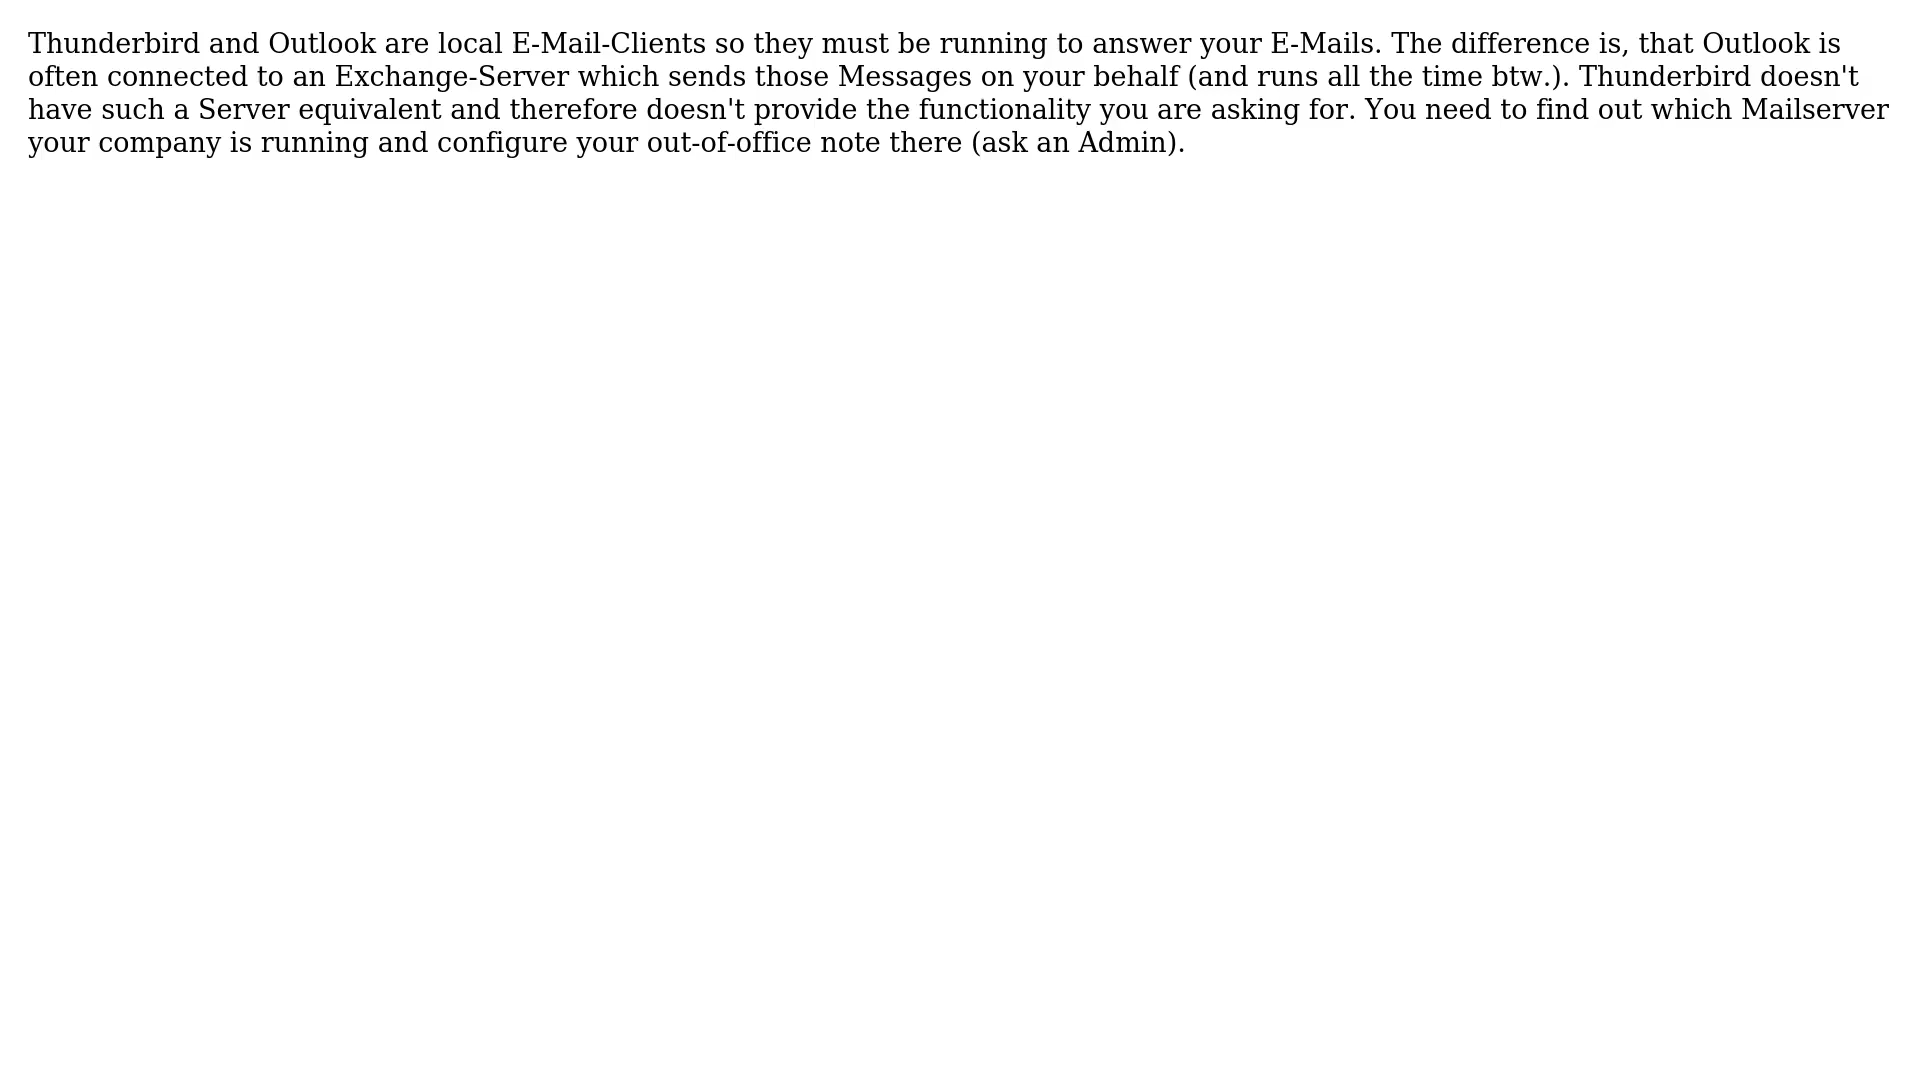 Thunderbird and Outlook are local E-Mail-Clients so they must be running to answer your E-Mails. The difference is, that Outlook is
often connected to an Exchange-Server which sends those Messages on your behalf (and runs all the time btw.). Thunderbird doesn't
have such a Server equivalent and therefore doesn't provide the functionality you are asking for. You need to find out which Mailserver
your company is running and configure your out-of-office note there (ask an Admin).